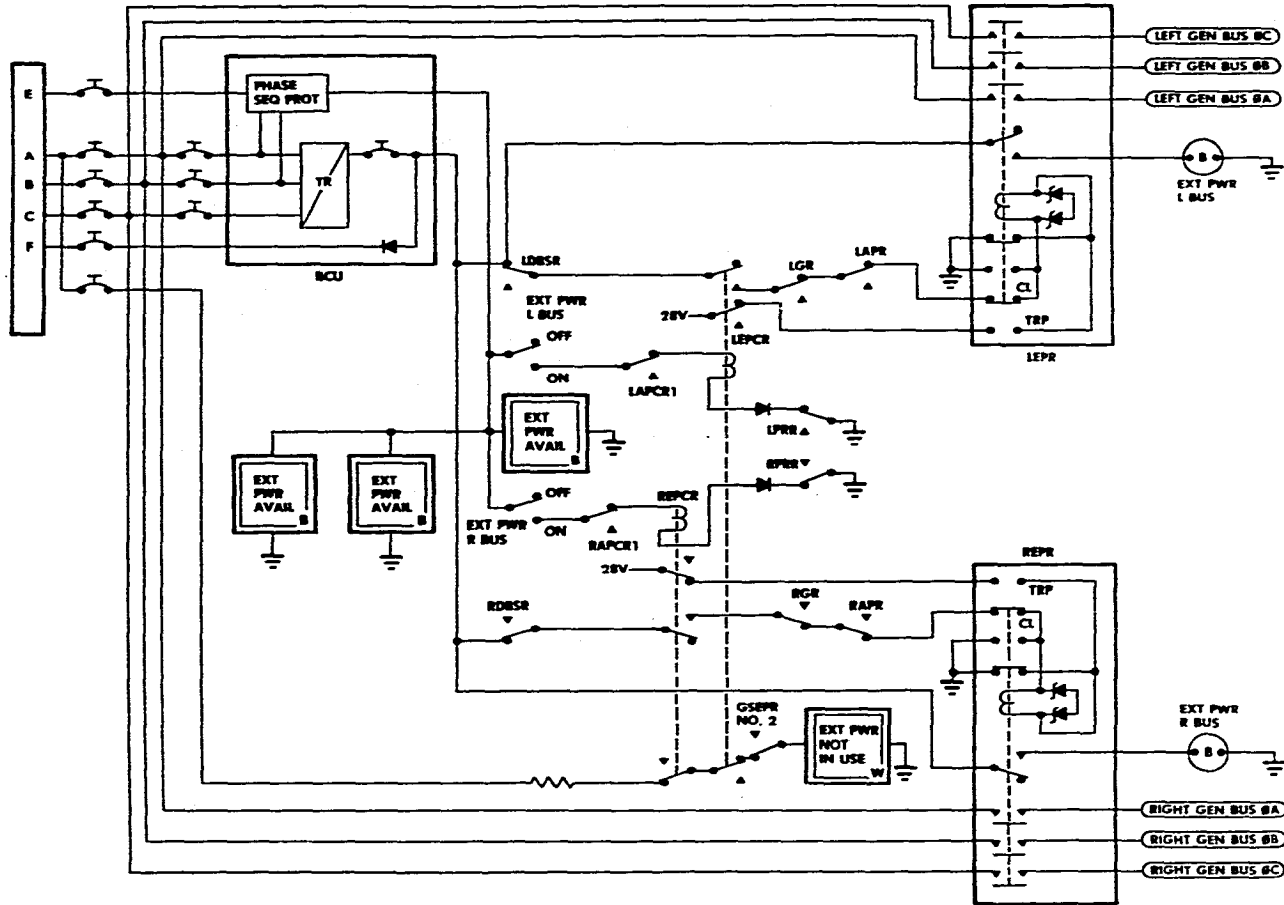 LEFT GEN BUS ØC
LEFT GEN BUS ØB
LEFT GEN BUS ØA
E
PHASE
SEQ PROT
A
B
C
F
TR
BCU
B
EXT PWR
L BUS
LDBSR
LGR
LAPR
CL
EXT PWR
L BUS
28V
LEPCR
TRP
LEPR
OFF
ON
LAPCR1
EXT
PWR
AVAIL
B
LPRR
EXT
PWR
AVAIL
B
EXT
PWR
AVAIL
B
RPRR
OFF
REPCR
EXT PWR
R BUS
ON
RAPCR1
28V
REPR
TRP
RDBSR
RGR
RAPR
CL
GSEPR
NO. 2
EXT PWR
NOT
IN USE
W
EXT PWR
R BUS
B
RIGHT GEN BUS ØA
RIGHT GEN BUS ØB
RIGHT GEN BUS ØC